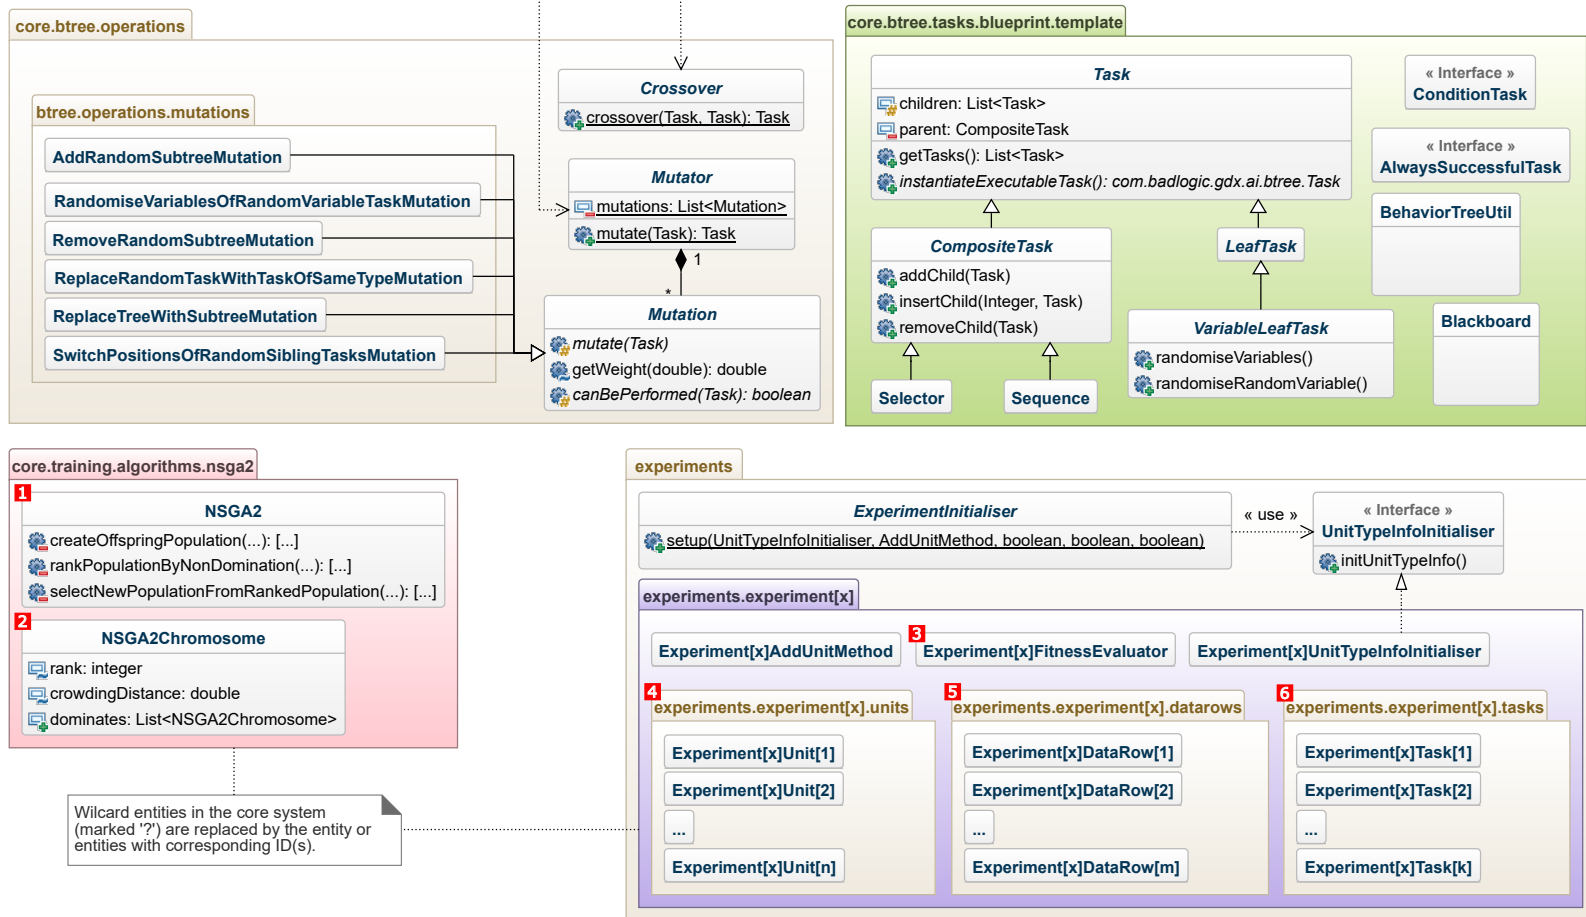 core.btree.operations
Crossover
crossover(Task, Task): Task
btree.operations.mutations
AddRandomSubtreeMutation
RandomiseVariablesOfRandomVariableTaskMutation
RemoveRandomSubtreeMutation
ReplaceRandomTaskWithTaskOfSameTypeMutation
ReplaceTreeWithSubtreeMutation
SwitchPositionsOfRandomSiblingTasksMutation
Mutator
mutations: List<Mutation>
mutate(Task): Task
1
*
Mutation
mutate(Task)
getWeight(double): double
canBePerformed(Task): boolean
core.btree.tasks.blueprint.template
Task
children: List<Task>
parent: CompositeTask
getTasks(): List<Task>
instantiateExecutableTask(): com.badlogic.gdx.ai.btree.Task
CompositeTask
addChild(Task)
insertChild(Integer, Task)
removeChild(Task)
Selector
Sequence
LeafTask
VariableLeafTask
randomiseVariables()
randomiseRandomVariable()
« Interface »
ConditionTask
« Interface »
AlwaysSuccessfulTask
BehaviorTreeUtil
Blackboard
core.training.algorithms.nsga2
1
NSGA2
createOffspringPopulation(...): [...]
rankPopulationByNonDomination(...): [...]
selectNewPopulationFromRankedPopulation(...): [...]
2
NSGA2Chromosome
rank: integer
crowdingDistance: double
dominates: List<NSGA2Chromosome>
Wilcard entities in the core system
(marked '?') are replaced by the entity or
entities with corresponding ID(s).
experiments
ExperimentInitialiser
setup(UnitTypeInfoInitialiser, AddUnitMethod, boolean, boolean, boolean)
« use »
« Interface »
UnitTypeInfoInitialiser
initUnitTypeInfo()
experiments.experiment[x]
Experiment[x]AddUnitMethod
3
Experiment[x]FitnessEvaluator
Experiment[x]UnitTypeInfoInitialiser
4
experiments.experiment[x].units
Experiment[x]Unit[1]
Experiment[x]Unit[2]
...
Experiment[x]Unit[n]
5
experiments.experiment[x].datarows
Experiment[x]DataRow[1]
Experiment[x]DataRow[2]
...
Experiment[x]DataRow[m]
6
experiments.experiment[x].tasks
Experiment[x]Task[1]
Experiment[x]Task[2]
...
Experiment[x]Task[k]